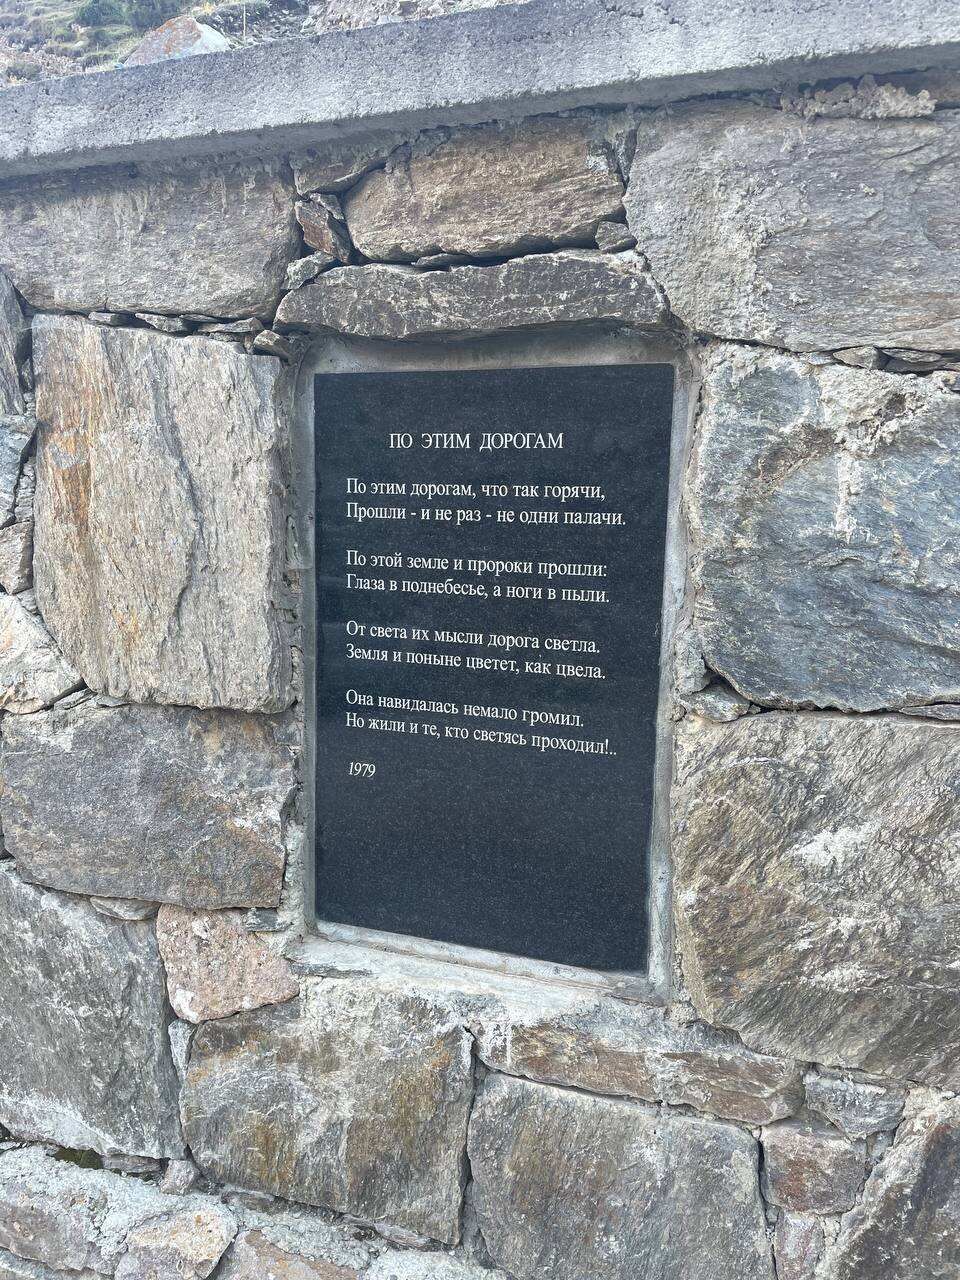 ПО ЭТИМ ДОРОГАМ
По этим дорогам, что так горячи,
Прошли - и не раз - не одни палачи.
По этой земле и пророки прошли:
Глаза в поднебесье, а ноги в пыли.
От света их мысли дорога светла.
Земля и поныне цветет, как цвела.
Она навидалась немало громил.
Но жили и те, кто светясь проходил!..
1979